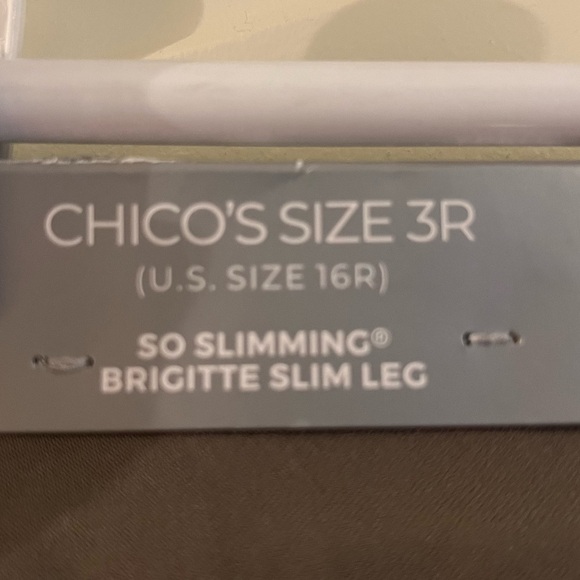 CHICO'S SIZE 3R
(U.S. SIZE 16R)
SO SLIMMING®
BRIGITTE SLIM LEG